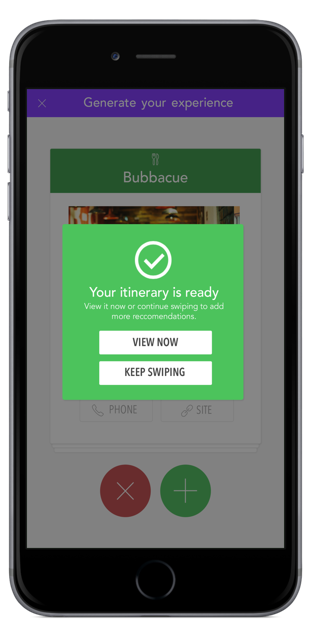 Generate your experience
Bubbacue
Your itinerary is ready
View it now or continue swiping to add
more reccomendations.
VIEW NOW
KEEP SWIPING
PHONE
SITE